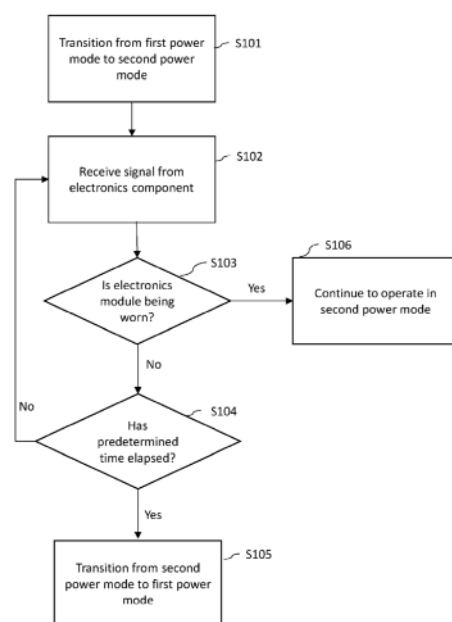 Transition from first power
mode to second power
mode
S101
Receive signal from
electronics component
S102
Is electronics
module being
worn?
S103
Yes
S106
Continue to operate in
second power mode
No
Has
predetermined
time elapsed?
S104
No
Yes
Transition from second
power mode to first power
mode
S105